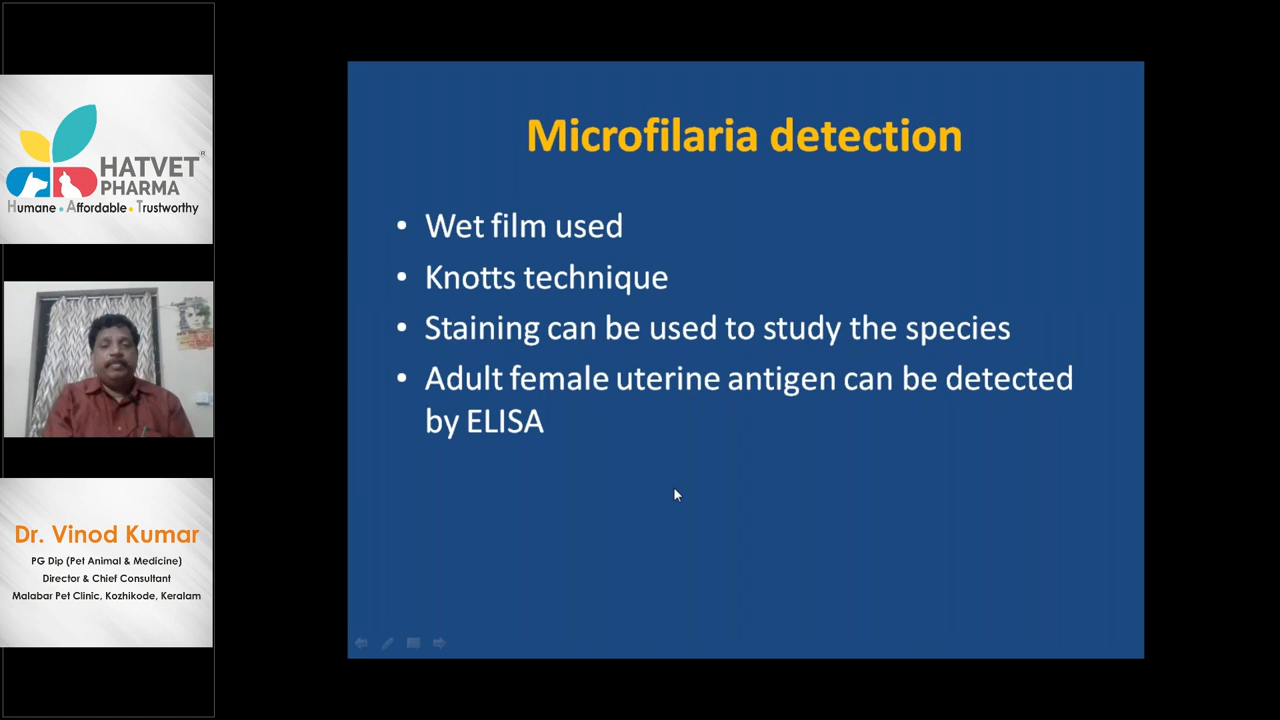 HATVET®
PHARMA
Humane • Affordable • Trustworthy
Dr. Vinod Kumar
PG Dip (Pet Animal & Medicine)
Director & Chief Consultant
Malabar Pet Clinic, Kozhikode, Keralam
Microfilaria detection
• Wet film used
• Knotts technique
• Staining can be used to study the species
• Adult female uterine antigen can be detected
by ELISA